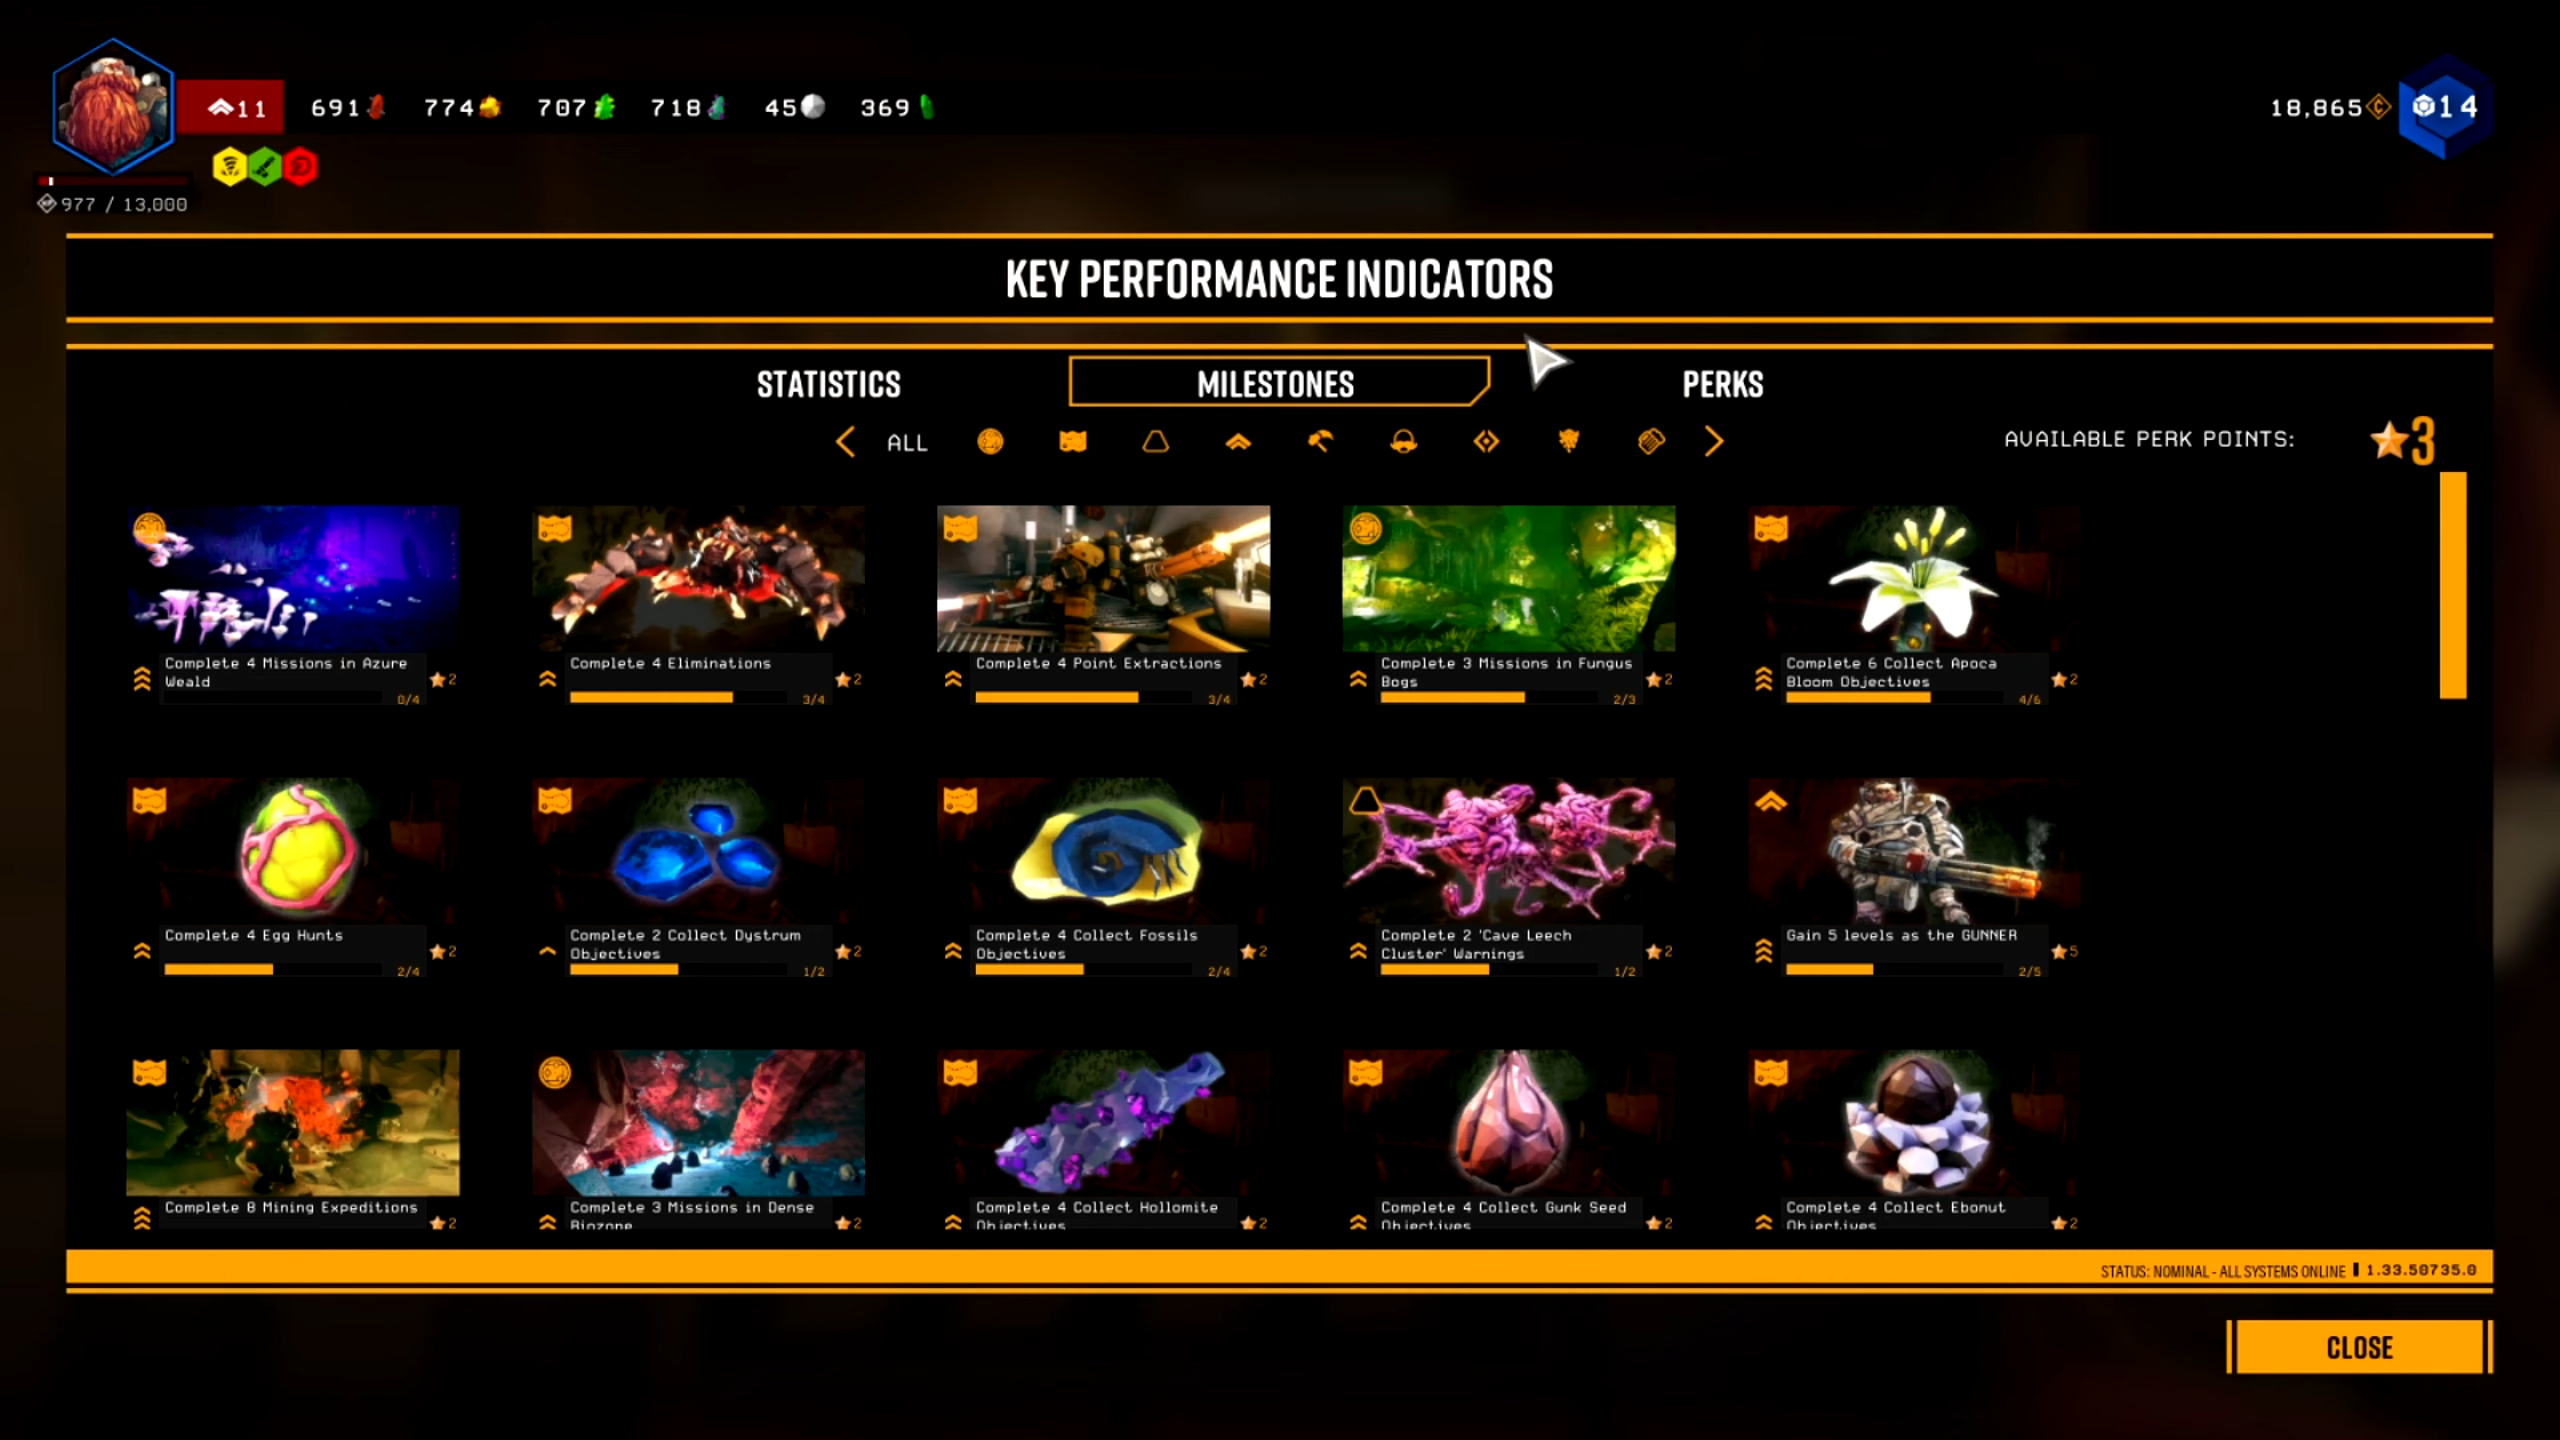 11 691 774 707 718 45 369 18,865 14
977 / 13,000
KEY PERFORMANCE INDICATORS
STATISTICS MILESTONES PERKS
ALL AVAILABLE PERK POINTS: 3
Complete 4 Missions in Azure
Weald
0/4 2
Complete 4 Eliminations
3/4 2
Complete 4 Point Extractions
3/4 2
Complete 3 Missions in Fungus
Bogs
2/3 2
Complete 6 Collect Apoca
Bloom Objectives
4/6 2
Complete 4 Egg Hunts
2/4 2
Complete 2 Collect Dystrum
Objectives
1/2 2
Complete 4 Collect Fossils
Objectives
2/4 2
Complete 2 'Cave Leech
Cluster' Warnings
1/2 2
Gain 5 levels as the GUNNER
2/5 5
Complete 8 Mining Expeditions
2
Complete 3 Missions in Dense
Biozone
2
Complete 4 Collect Hollomite
Objectives
2
Complete 4 Collect Gunk Seed
Objectives
2
Complete 4 Collect Ebonut
Objectives
2
STATUS: NOMINAL - ALL SYSTEMS ONLINE 1.33.50735.0
CLOSE